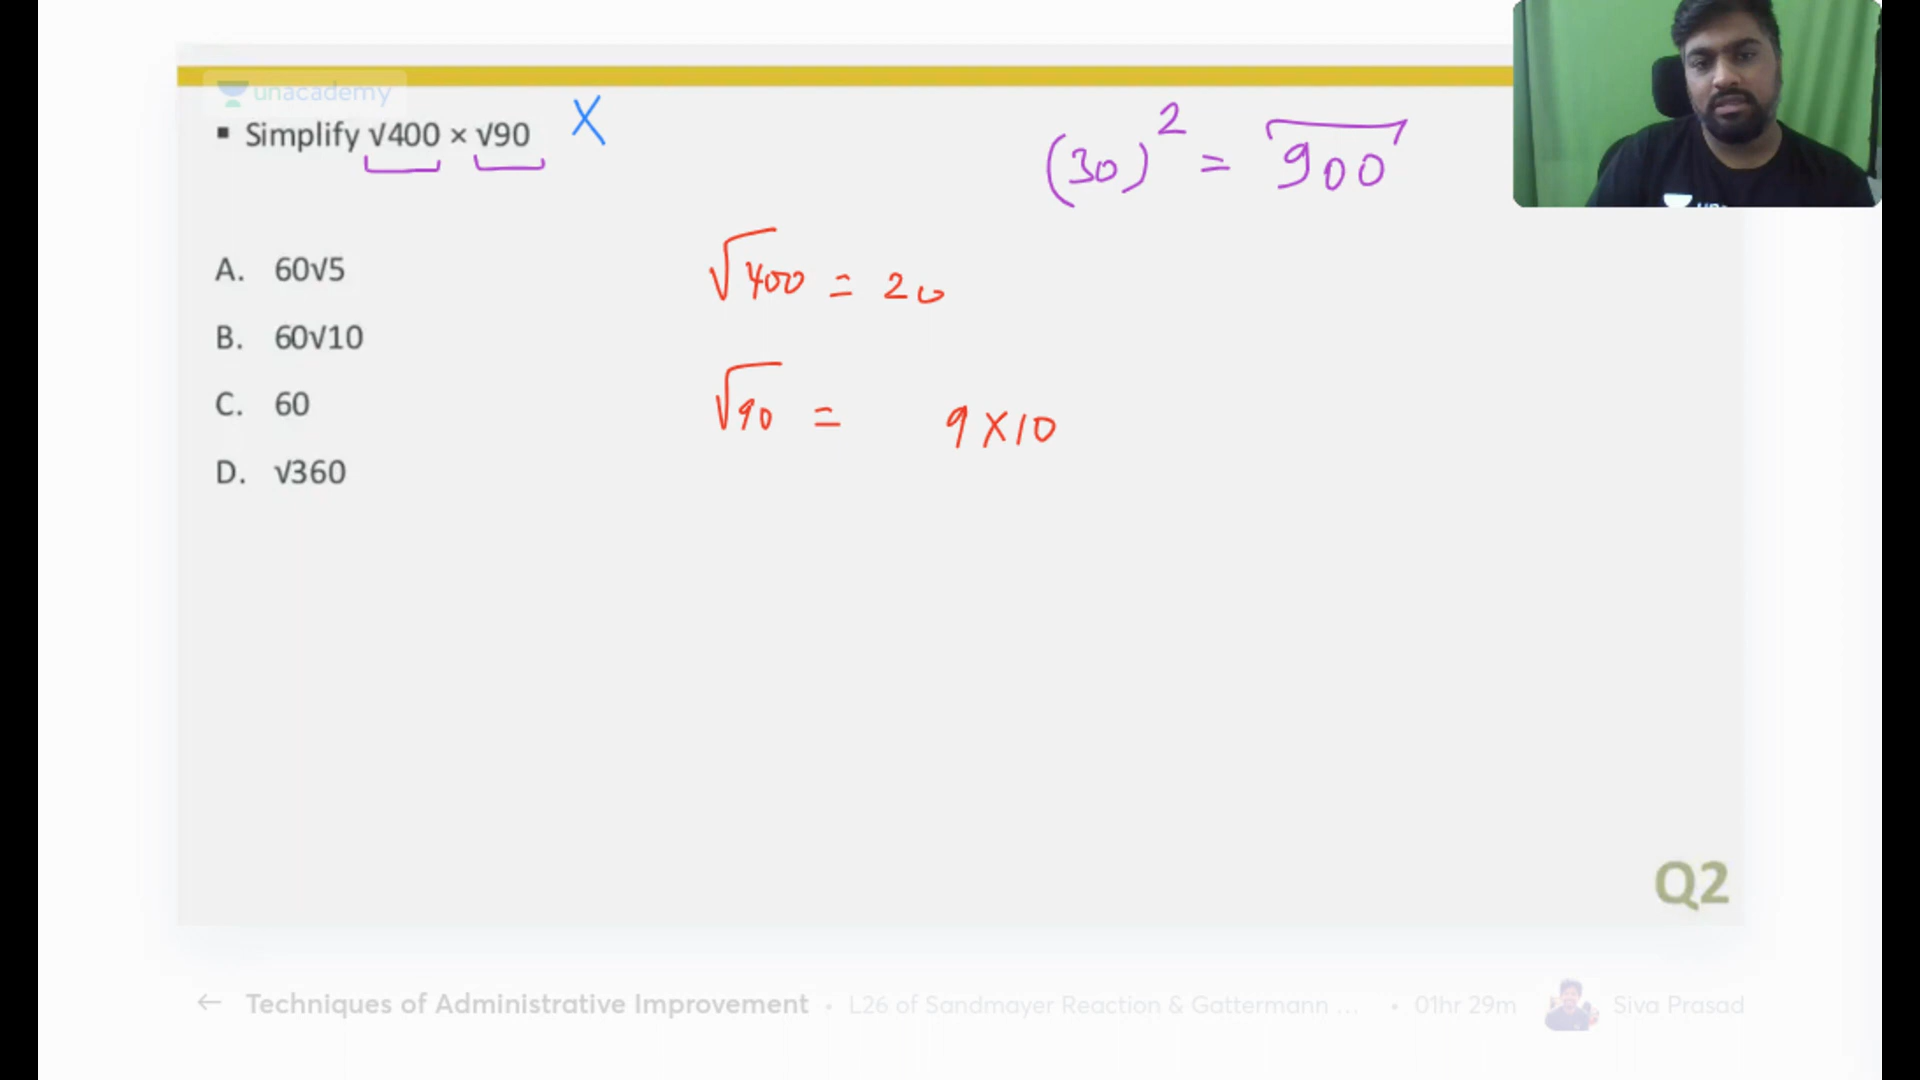 unacademy
▪ Simplify √400 × √90 X
(30)² = 900
A. 60√5
B. 60√10
C. 60
D. √360
√400 = 20
√90 = 9 X 10
Q2
← Techniques of Administrative Improvement • L26 of Sandmayer Reaction & Gattermann ... • 01hr 29m Siva Prasad